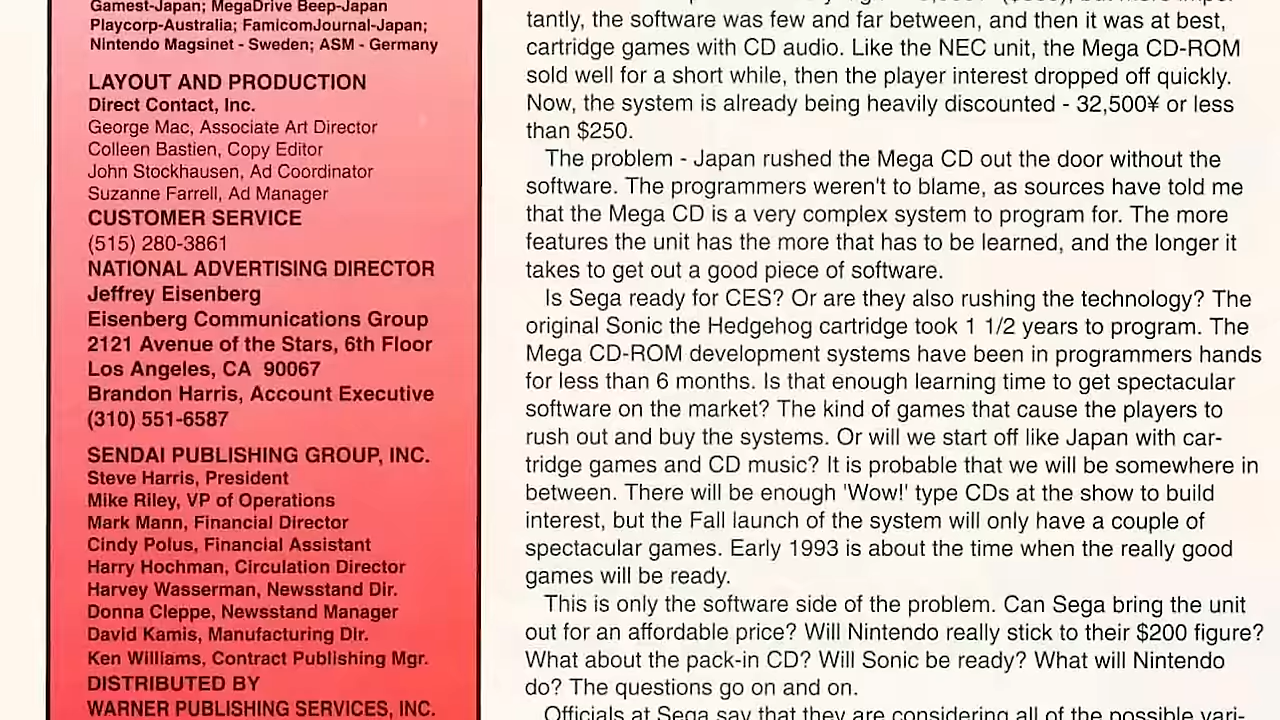 Gamest-Japan; MegaDrive Beep-Japan
Playcorp-Australia; FamicomJournal-Japan;
Nintendo Magsinet - Sweden; ASM - Germany
LAYOUT AND PRODUCTION
Direct Contact, Inc.
George Mac, Associate Art Director
Colleen Bastien, Copy Editor
John Stockhausen, Ad Coordinator
Suzanne Farrell, Ad Manager
CUSTOMER SERVICE
(515) 280-3861
NATIONAL ADVERTISING DIRECTOR
Jeffrey Eisenberg
Eisenberg Communications Group
2121 Avenue of the Stars, 6th Floor
Los Angeles, CA 90067
Brandon Harris, Account Executive
(310) 551-6587
SENDAI PUBLISHING GROUP, INC.
Steve Harris, President
Mike Riley, VP of Operations
Mark Mann, Financial Director
Cindy Polus, Financial Assistant
Harry Hochman, Circulation Director
Harvey Wasserman, Newsstand Dir.
Donna Cleppe, Newsstand Manager
David Kamis, Manufacturing Dir.
Ken Williams, Contract Publishing Mgr.
DISTRIBUTED BY
WARNER PUBLISHING SERVICES, INC.
tantly, the software was few and far between, and then it was at best,
cartridge games with CD audio. Like the NEC unit, the Mega CD-ROM
sold well for a short while, then the player interest dropped off quickly.
Now, the system is already being heavily discounted - 32,500¥ or less
than $250.
The problem - Japan rushed the Mega CD out the door without the
software. The programmers weren't to blame, as sources have told me
that the Mega CD is a very complex system to program for. The more
features the unit has the more that has to be learned, and the longer it
takes to get out a good piece of software.
Is Sega ready for CES? Or are they also rushing the technology? The
original Sonic the Hedgehog cartridge took 1 1/2 years to program. The
Mega CD-ROM development systems have been in programmers hands
for less than 6 months. Is that enough learning time to get spectacular
software on the market? The kind of games that cause the players to
rush out and buy the systems. Or will we start off like Japan with car-
tridge games and CD music? It is probable that we will be somewhere in
between. There will be enough 'Wow!' type CDs at the show to build
interest, but the Fall launch of the system will only have a couple of
spectacular games. Early 1993 is about the time when the really good
games will be ready.
This is only the software side of the problem. Can Sega bring the unit
out for an affordable price? Will Nintendo really stick to their $200 figure?
What about the pack-in CD? Will Sonic be ready? What will Nintendo
do? The questions go on and on.
Officials at Sega say that they are considering all of the possible vari-